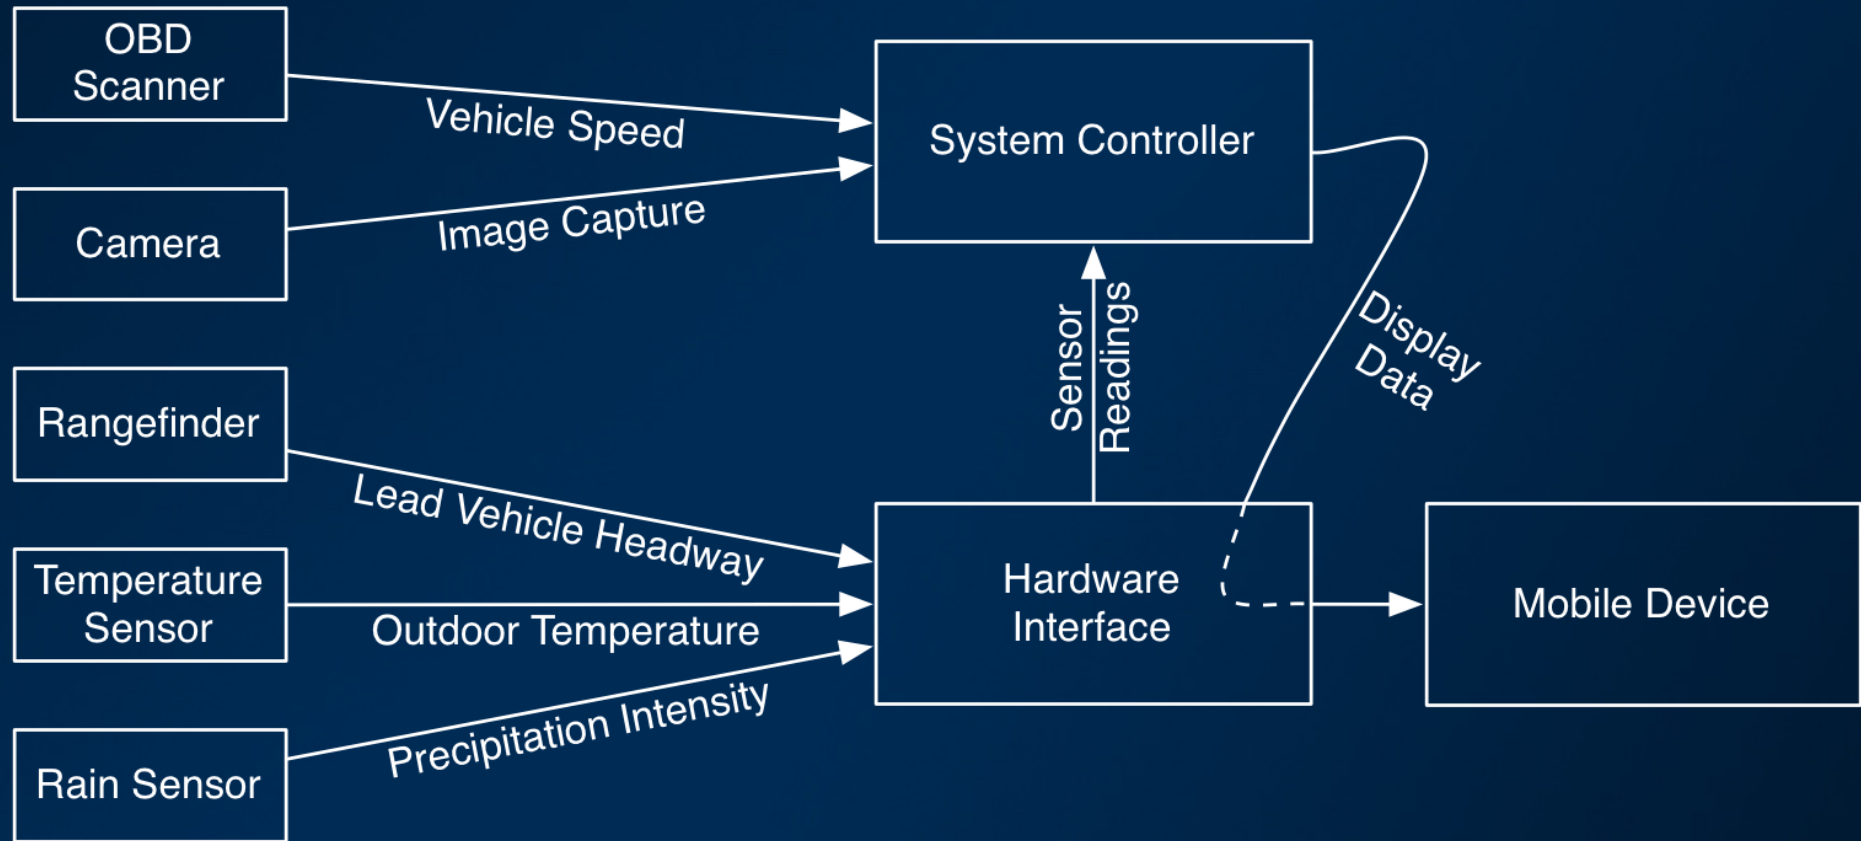 OBD
Scanner
Vehicle Speed
System Controller
Camera
Image Capture
Sensor
Readings
Display
Data
Rangefinder
Lead Vehicle Headway
Temperature
Sensor
Outdoor Temperature
Hardware
Interface
Mobile Device
Rain Sensor
Precipitation Intensity